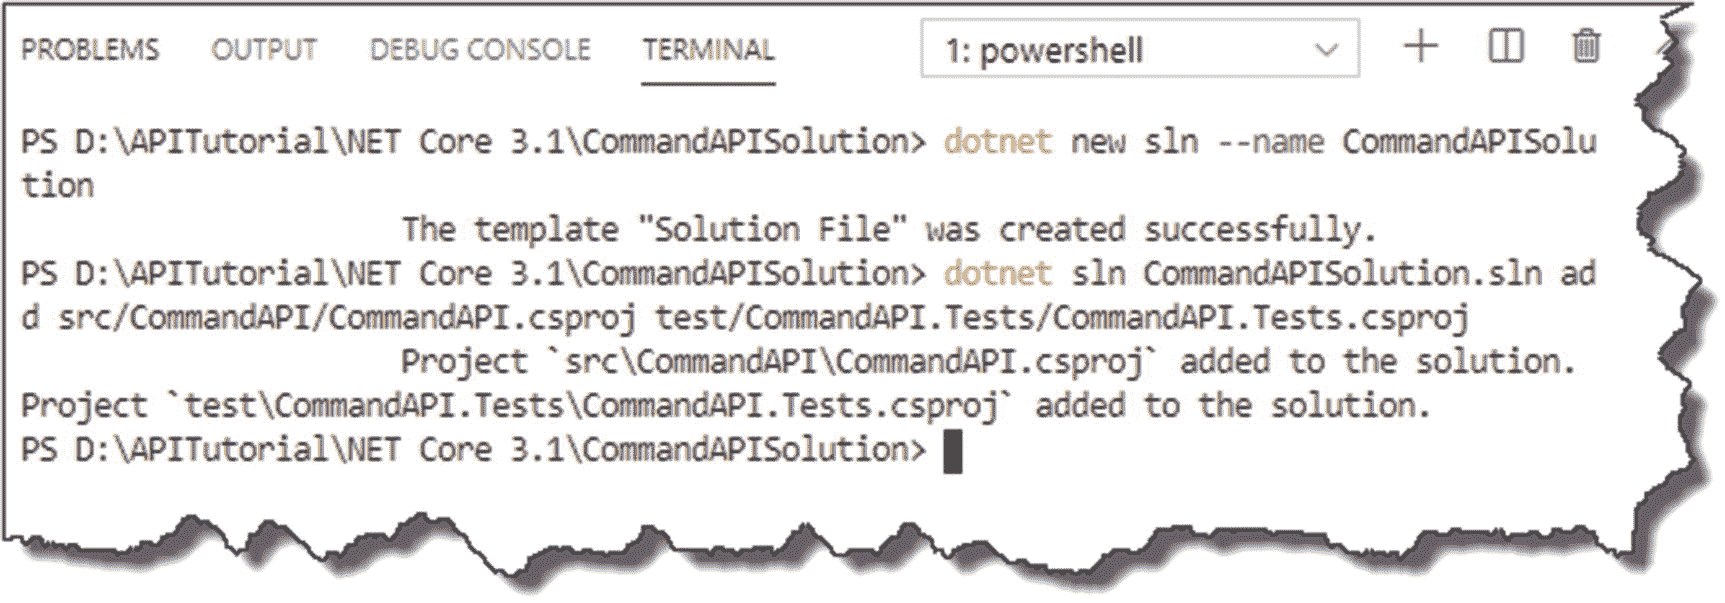 PROBLEMS OUTPUT DEBUG CONSOLE TERMINAL 1: powershell
PS D:\APITutorial\NET Core 3.1\CommandAPISolution> dotnet new sln --name CommandAPISolu
tion
The template "Solution File" was created successfully.
PS D:\APITutorial\NET Core 3.1\CommandAPISolution> dotnet sln CommandAPISolution.sln ad
d src/CommandAPI/CommandAPI.csproj test/CommandAPI.Tests/CommandAPI.Tests.csproj
Project `src\CommandAPI\CommandAPI.csproj` added to the solution.
Project `test\CommandAPI.Tests\CommandAPI.Tests.csproj` added to the solution.
PS D:\APITutorial\NET Core 3.1\CommandAPISolution>